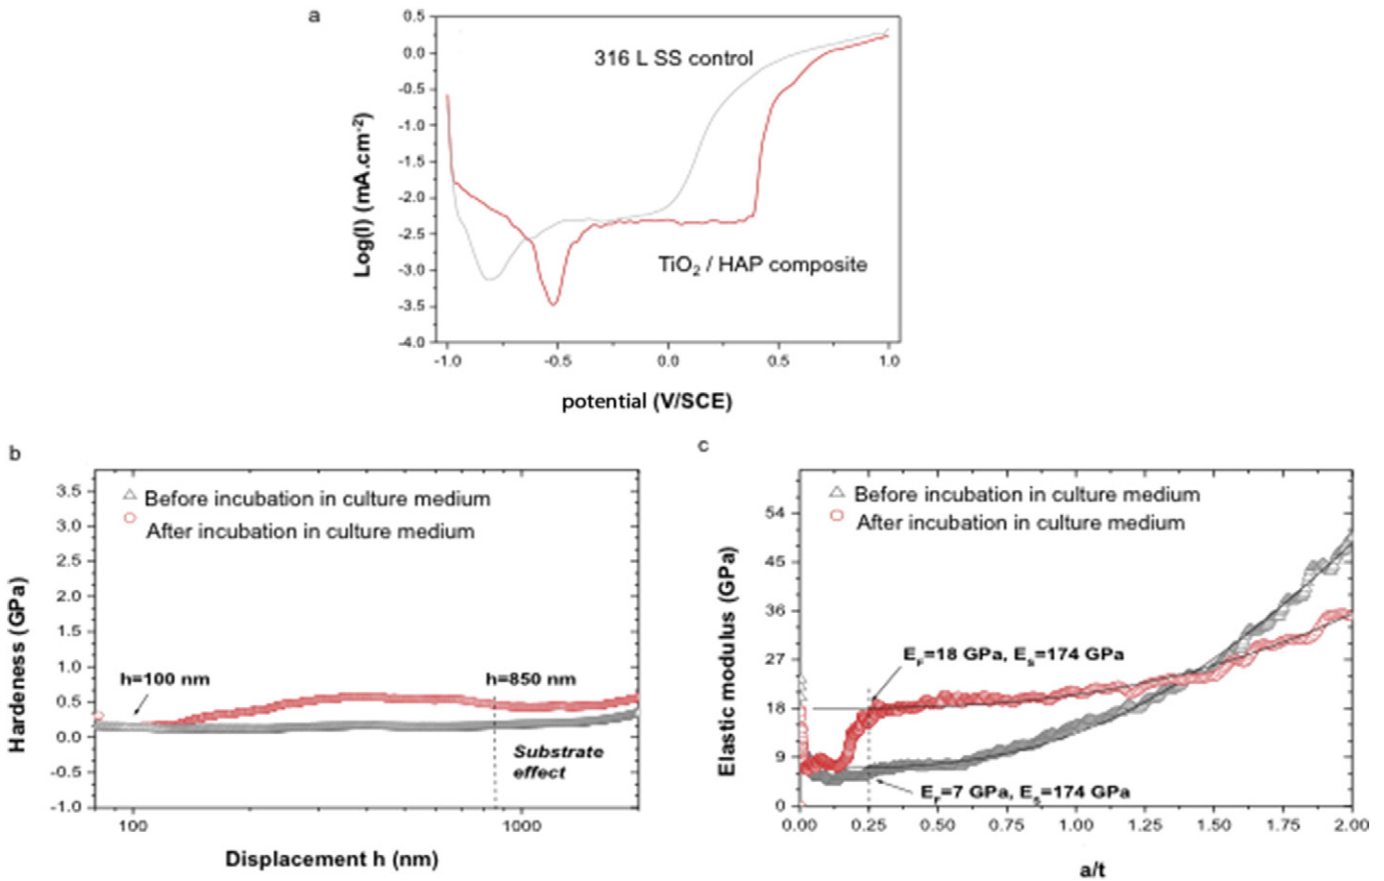 a
0.5
0.0
-0.5
-1.0
-1.5
-2.0
-2.5
-3.0
-3.5
-4.0
Log(I) (mA.cm-2)
316 L SS control
TiO2 / HAP composite
-1.0 -0.5 0.0 0.5 1.0
potential (V/SCE)
b
3.5
3.0
2.5
2.0
1.5
1.0
0.5
0.0
-0.5
-1.0
Hardeness (GPa)
Before incubation in culture medium
After incubation in culture medium
h=100 nm
h=850 nm
Substrate
effect
100 1000
Displacement h (nm)
c
54
45
36
27
18
9
0
Elastic modulus (GPa)
Before incubation in culture medium
After incubation in culture medium
EF=18 GPa, Es=174 GPa
EF=7 GPa, Es=174 GPa
0.00 0.25 0.50 0.75 1.00 1.25 1.50 1.75 2.00
a/t